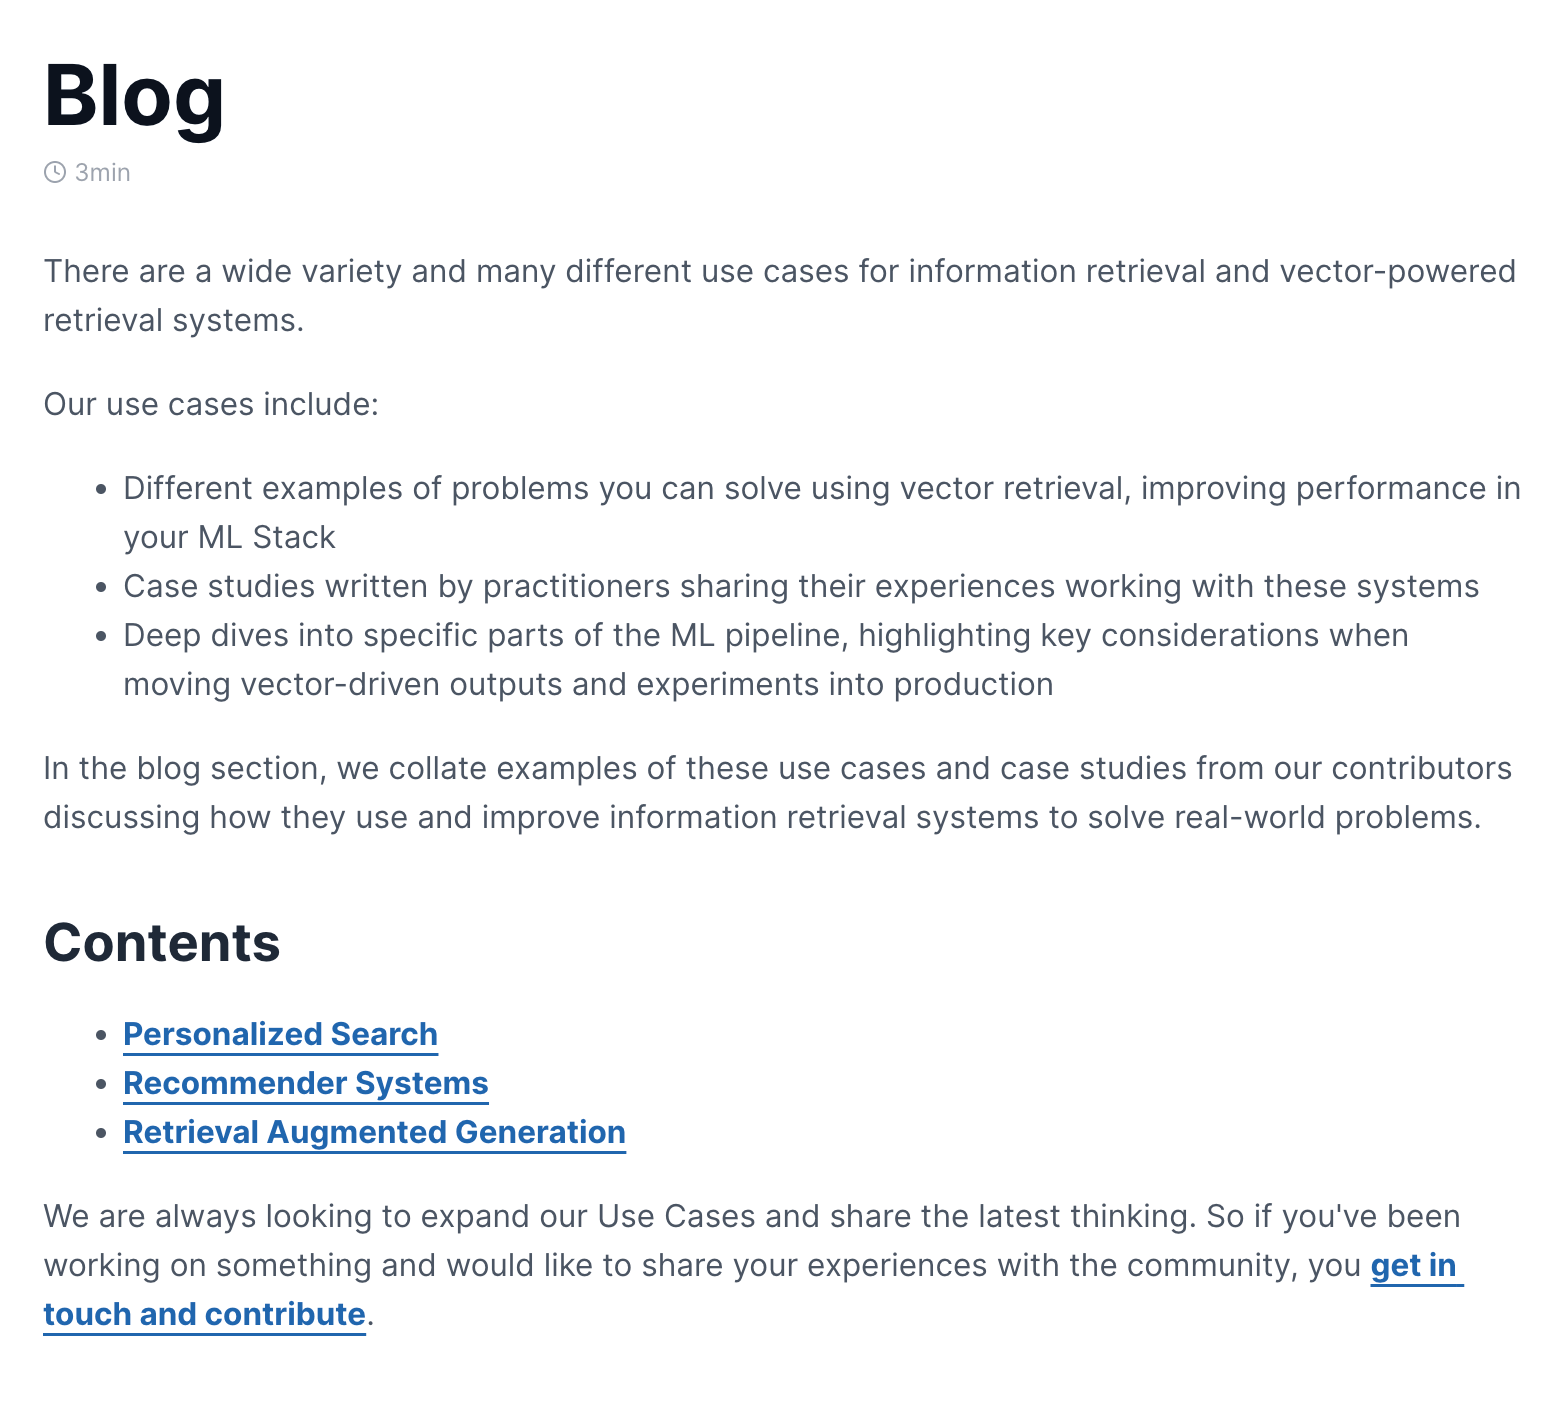 Blog
3min
There are a wide variety and many different use cases for information retrieval and vector-powered
retrieval systems.
Our use cases include:
• Different examples of problems you can solve using vector retrieval, improving performance in
your ML Stack
• Case studies written by practitioners sharing their experiences working with these systems
• Deep dives into specific parts of the ML pipeline, highlighting key considerations when
moving vector-driven outputs and experiments into production
In the blog section, we collate examples of these use cases and case studies from our contributors
discussing how they use and improve information retrieval systems to solve real-world problems.
Contents
• Personalized Search
• Recommender Systems
• Retrieval Augmented Generation
We are always looking to expand our Use Cases and share the latest thinking. So if you've been
working on something and would like to share your experiences with the community, you get in
touch and contribute.